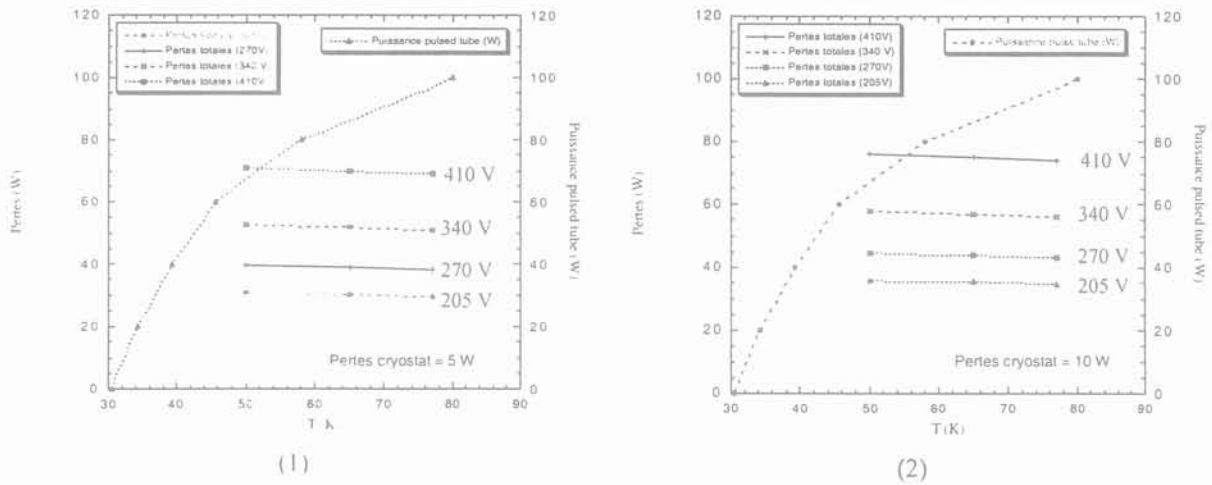 Pertes totales (270V)
Pertes totales (340 V)
Pertes totales (410V)
Puissance pulsed tube (W)
120
100
80
60
40
20
0
Pertes (W)
120
100
80
60
40
20
0
Puissance pulsed tube (W)
410 V
340 V
270 V
205 V
Pertes cryostat = 5 W
30 40 50 60 70 80 90
(1)
Pertes totales (410V)
Pertes totales (340 V)
Pertes totales (270V)
Pertes totales (205V)
120
100
80
60
40
20
0
Pertes (W)
120
100
80
60
40
20
0
Puissance pulsed tube (W)
410 V
340 V
270 V
205 V
Pertes cryostat = 10 W
30 40 50 60 70 80 90
T (K)
(2)